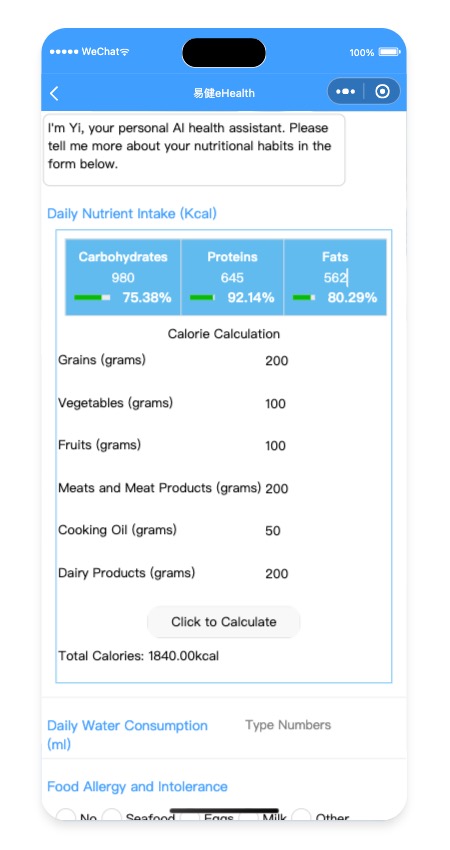 WeChat
100%
易健eHealth
I'm Yi, your personal AI health assistant. Please
tell me more about your nutritional habits in the
form below.
Daily Nutrient Intake (Kcal)
Carbohydrates Proteins Fats
980 645 562
75.38% 92.14% 80.29%
Calorie Calculation
Grains (grams) 200
Vegetables (grams) 100
Fruits (grams) 100
Meats and Meat Products (grams) 200
Cooking Oil (grams) 50
Dairy Products (grams) 200
Click to Calculate
Total Calories: 1840.00kcal
Daily Water Consumption Type Numbers
(ml)
Food Allergy and Intolerance
No Seafood Eggs Milk Other